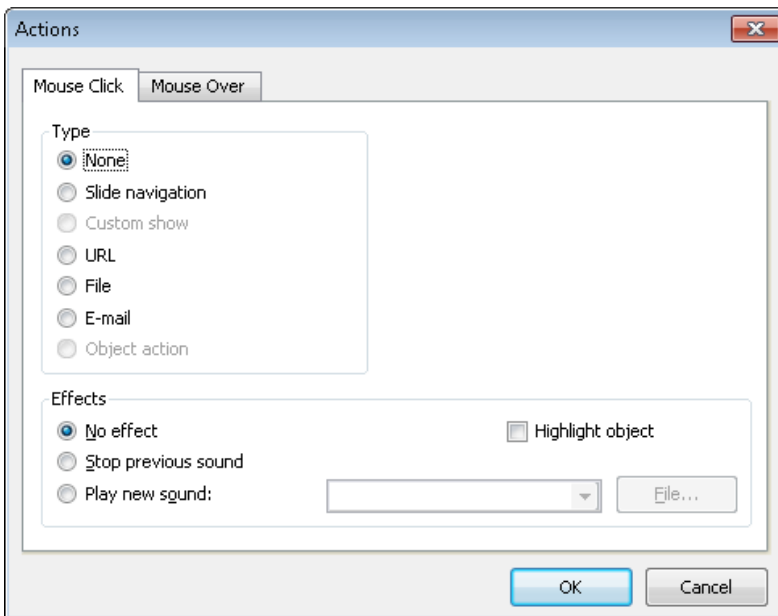 Actions
Mouse Click Mouse Over
Type
None
Slide navigation
Custom show
URL
File
E-mail
Object action
Effects
No effect Highlight object
Stop previous sound
Play new sound: File...
OK Cancel